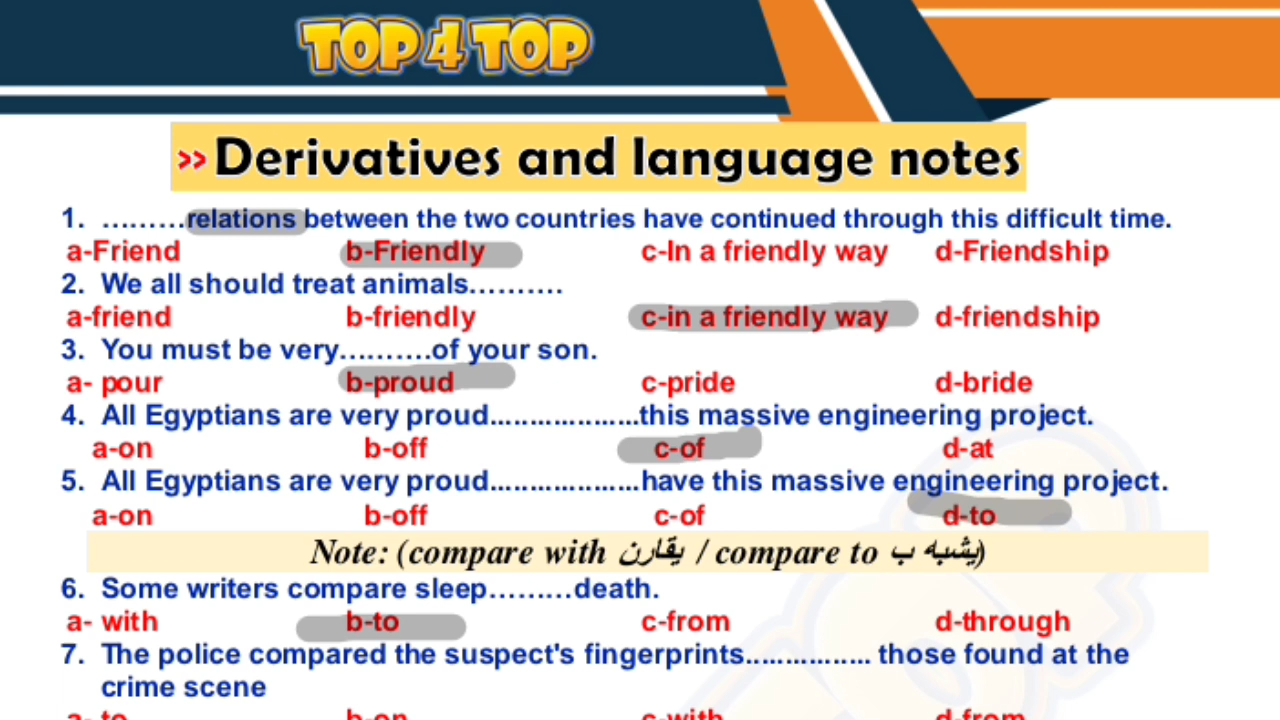 TOP 4 TOP
>> Derivatives and language notes
1. .........relations between the two countries have continued through this difficult time.
a-Friend b-Friendly c-In a friendly way d-Friendship
2. We all should treat animals..........
a-friend b-friendly c-in a friendly way d-friendship
3. You must be very..........of your son.
a- pour b-proud c-pride d-bride
4. All Egyptians are very proud...................this massive engineering project.
a-on b-off c-of d-at
5. All Egyptians are very proud...................have this massive engineering project.
a-on b-off c-of d-to
Note: (compare with يقارن / compare to يشبه ب)
6. Some writers compare sleep.........death.
a- with b-to c-from d-through
7. The police compared the suspect's fingerprints................ those found at the
crime scene
a- to b-on c-with d-from